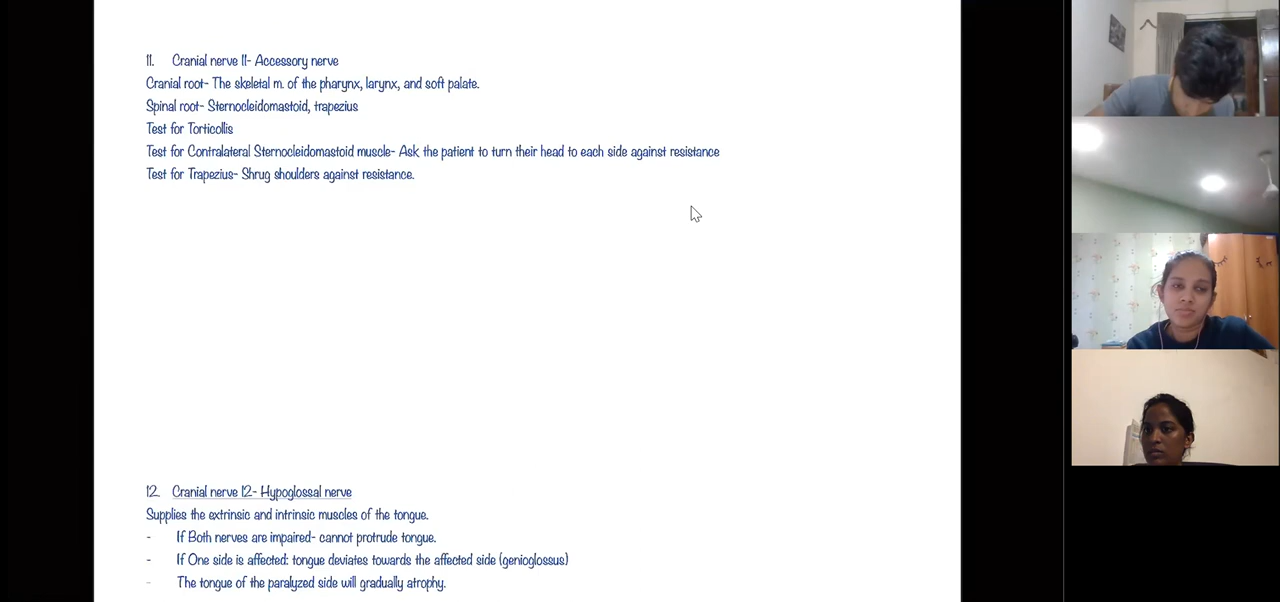 11. Cranial nerve 11- Accessory nerve
Cranial root- The skeletal m. of the pharynx, larynx, and soft palate.
Spinal root- Sternocleidomastoid, trapezius
Test for Torticollis
Test for Contralateral Sternocleidomastoid muscle- Ask the patient to turn their head to each side against resistance
Test for Trapezius- Shrug shoulders against resistance.
12. Cranial nerve 12- Hypoglossal nerve
Supplies the extrinsic and intrinsic muscles of the tongue.
- If Both nerves are impaired- cannot protrude tongue.
- If One side is affected: tongue deviates towards the affected side (genioglossus)
- The tongue of the paralyzed side will gradually atrophy.